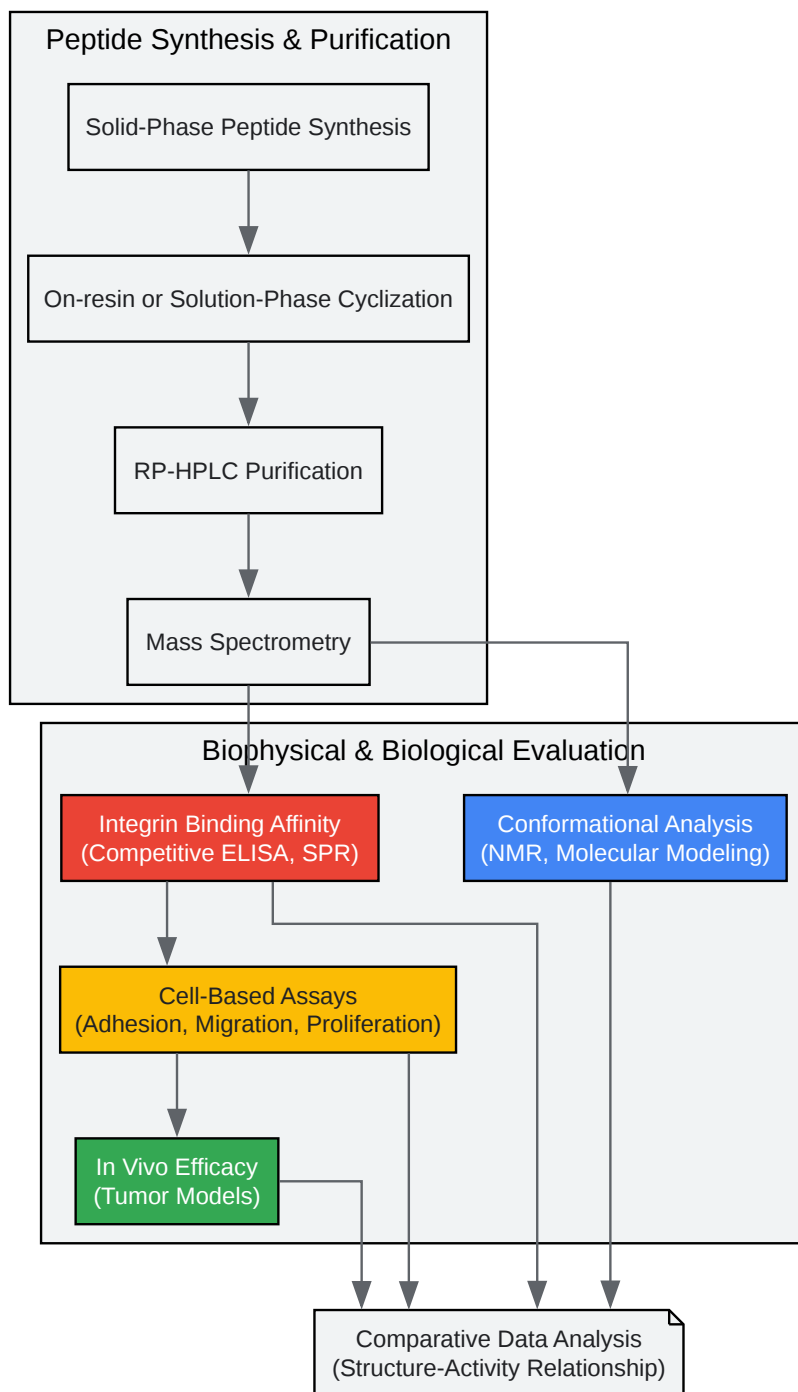 Peptide Synthesis & Purification
Solid-Phase Peptide Synthesis
On-resin or Solution-Phase Cyclization
RP-HPLC Purification
Mass Spectrometry
Biophysical & Biological Evaluation
Integrin Binding Affinity
(Competitive ELISA, SPR)
Conformational Analysis
(NMR, Molecular Modeling)
Cell-Based Assays
(Adhesion, Migration, Proliferation)
In Vivo Efficacy
(Tumor Models)
Comparative Data Analysis
(Structure-Activity Relationship)